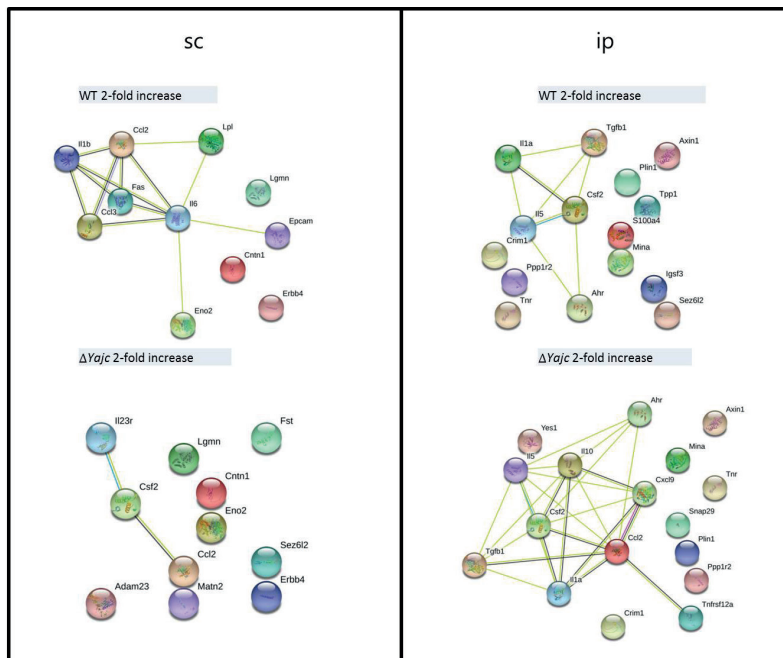 sc
WT 2-fold increase
Ccl2
Lpl
Il1b
Lgmn
Fas
Il6
Ccl3
Epcam
Cntn1
Erbb4
Eno2
ΔYajc 2-fold increase
Il23r
Fst
Lgmn
Csf2
Cntn1
Eno2
Ccl2
Sez6l2
Adam23
Matn2
Erbb4
ip
WT 2-fold increase
Tgfb1
Axin1
Il1a
Plin1
Csf2
Tpp1
Il5
S100a4
Crim1
Mina
Ppp1r2
Igsf3
Tnr
Ahr
Sez6l2
ΔYajc 2-fold increase
Ahr
Axin1
Yes1
Mina
Il5
Il10
Cxcl9
Tnr
Csf2
Snap29
Ccl2
Plin1
Tgfb1
Ppp1r2
Il1a
Tnfrsf12a
Crim1